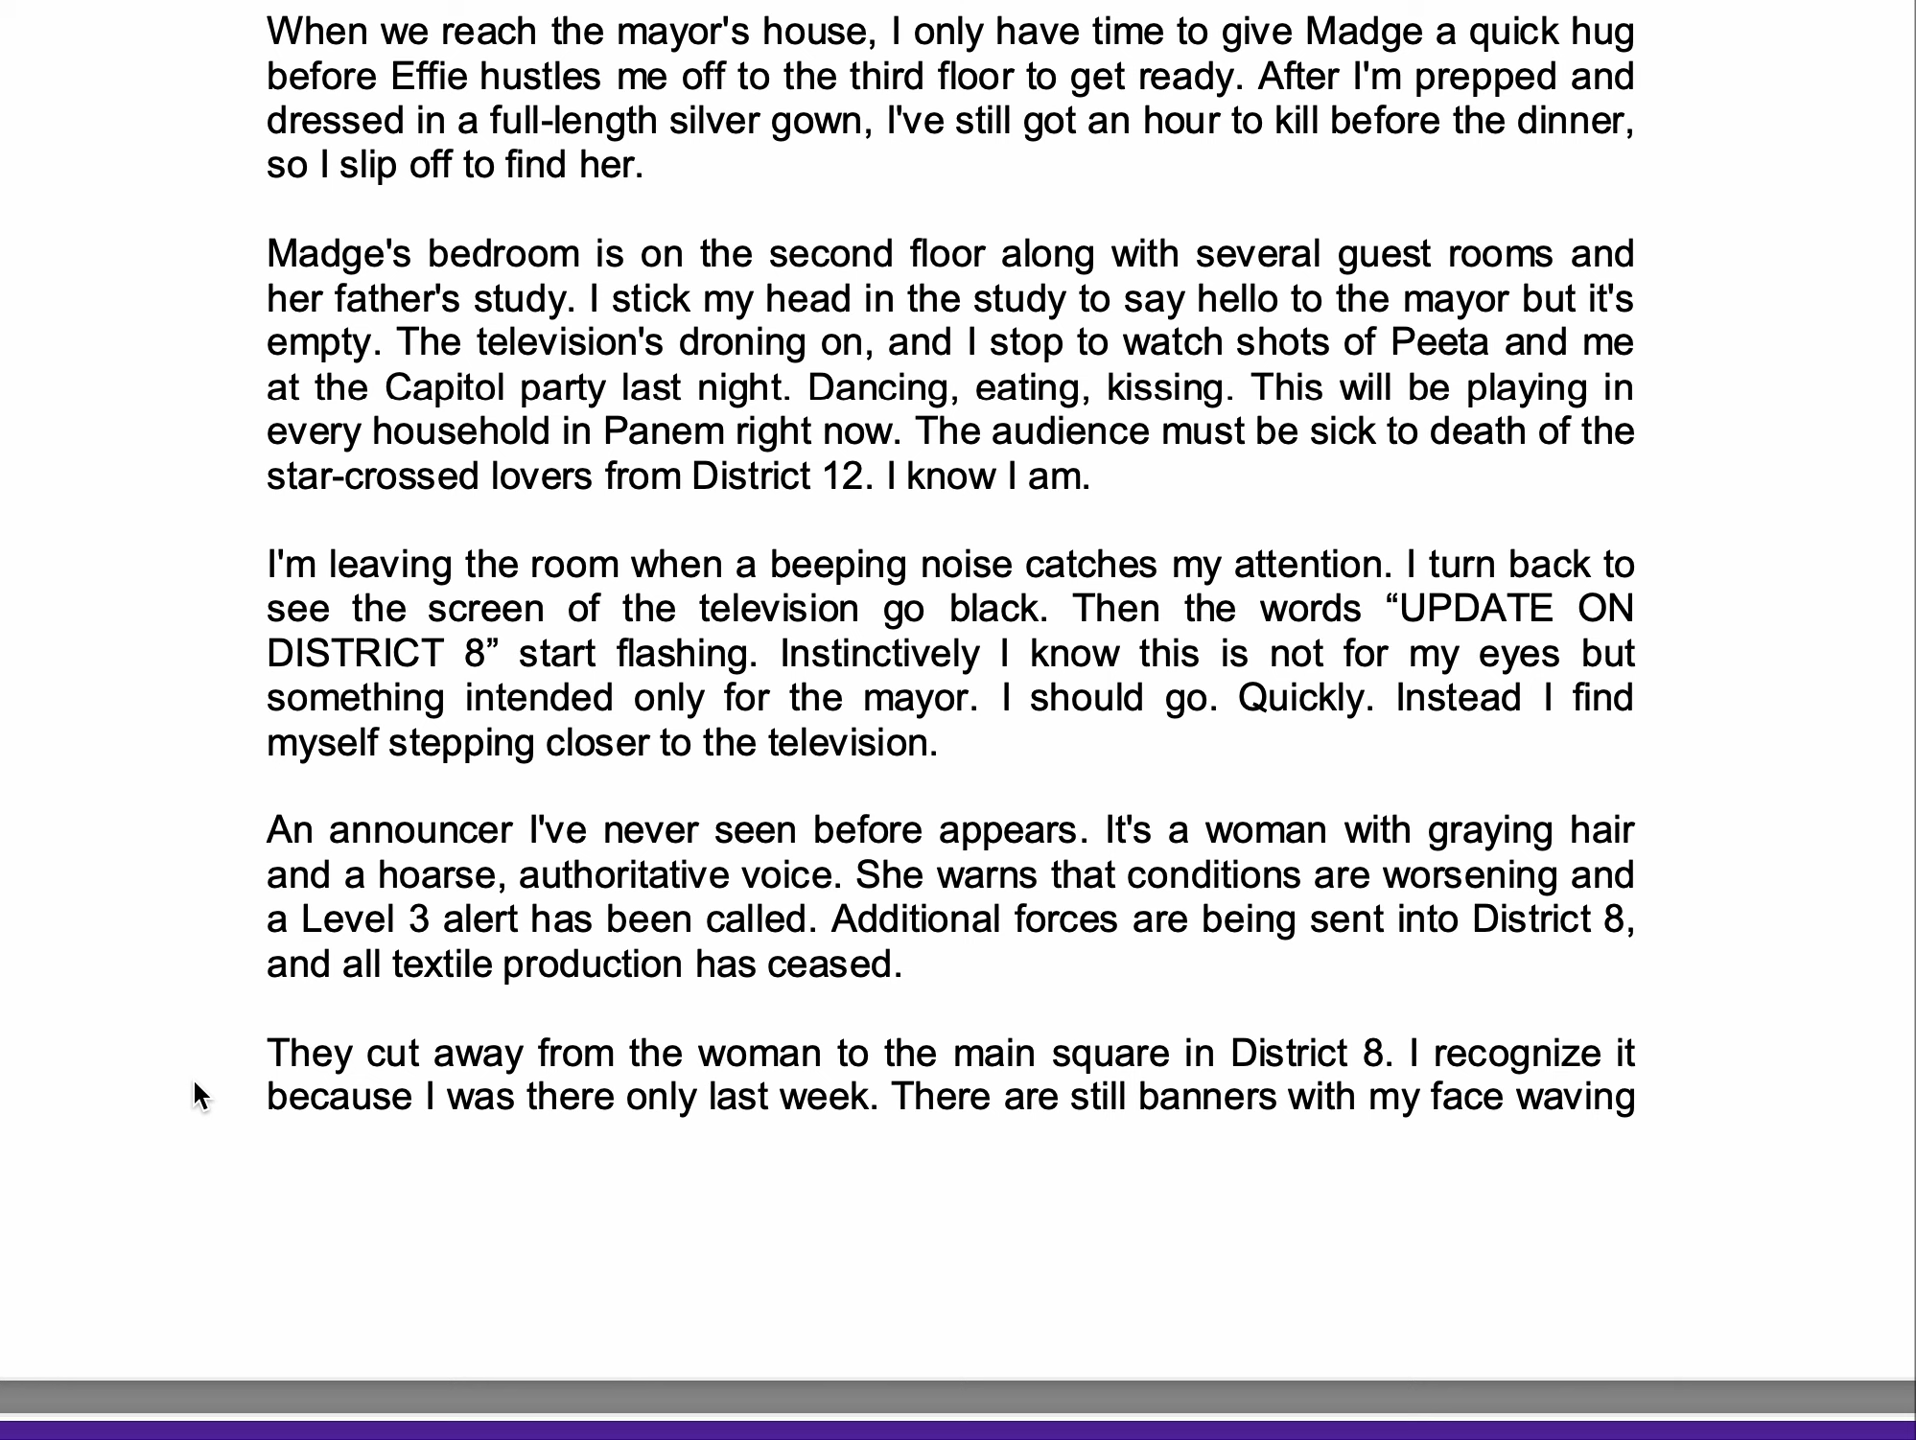 When we reach the mayor's house, I only have time to give Madge a quick hug
before Effie hustles me off to the third floor to get ready. After I'm prepped and
dressed in a full-length silver gown, I've still got an hour to kill before the dinner,
so I slip off to find her.
Madge's bedroom is on the second floor along with several guest rooms and
her father's study. I stick my head in the study to say hello to the mayor but it's
empty. The television's droning on, and I stop to watch shots of Peeta and me
at the Capitol party last night. Dancing, eating, kissing. This will be playing in
every household in Panem right now. The audience must be sick to death of the
star-crossed lovers from District 12. I know I am.
I'm leaving the room when a beeping noise catches my attention. I turn back to
see the screen of the television go black. Then the words “UPDATE ON
DISTRICT 8” start flashing. Instinctively I know this is not for my eyes but
something intended only for the mayor. I should go. Quickly. Instead I find
myself stepping closer to the television.
An announcer I've never seen before appears. It's a woman with graying hair
and a hoarse, authoritative voice. She warns that conditions are worsening and
a Level 3 alert has been called. Additional forces are being sent into District 8,
and all textile production has ceased.
They cut away from the woman to the main square in District 8. I recognize it
because I was there only last week. There are still banners with my face waving